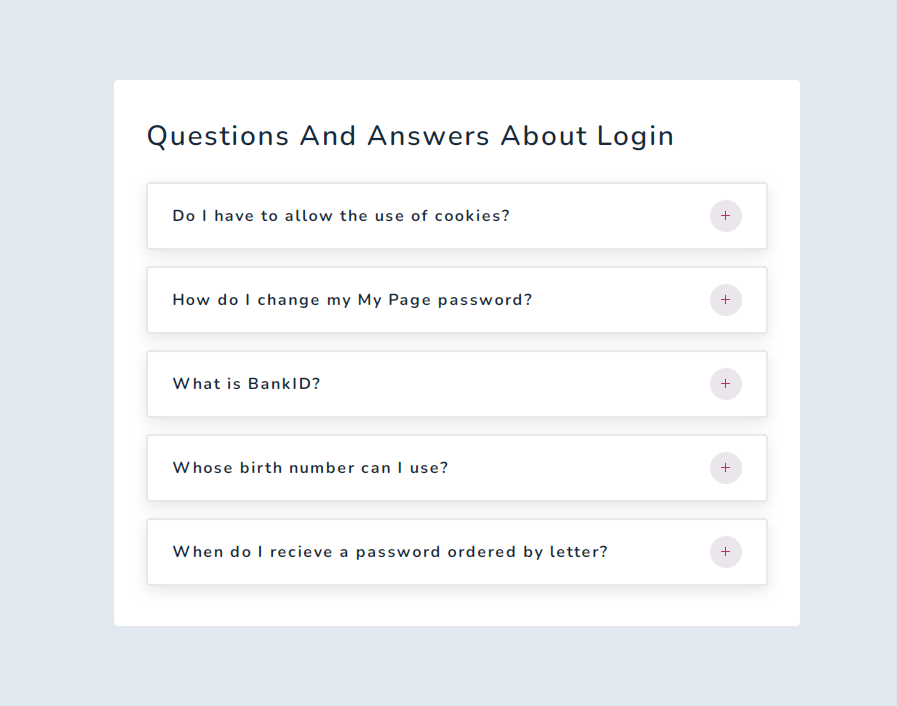 Questions And Answers About Login
Do I have to allow the use of cookies?
+
How do I change my My Page password?
+
What is BankID?
+
Whose birth number can I use?
+
When do I recieve a password ordered by letter?
+